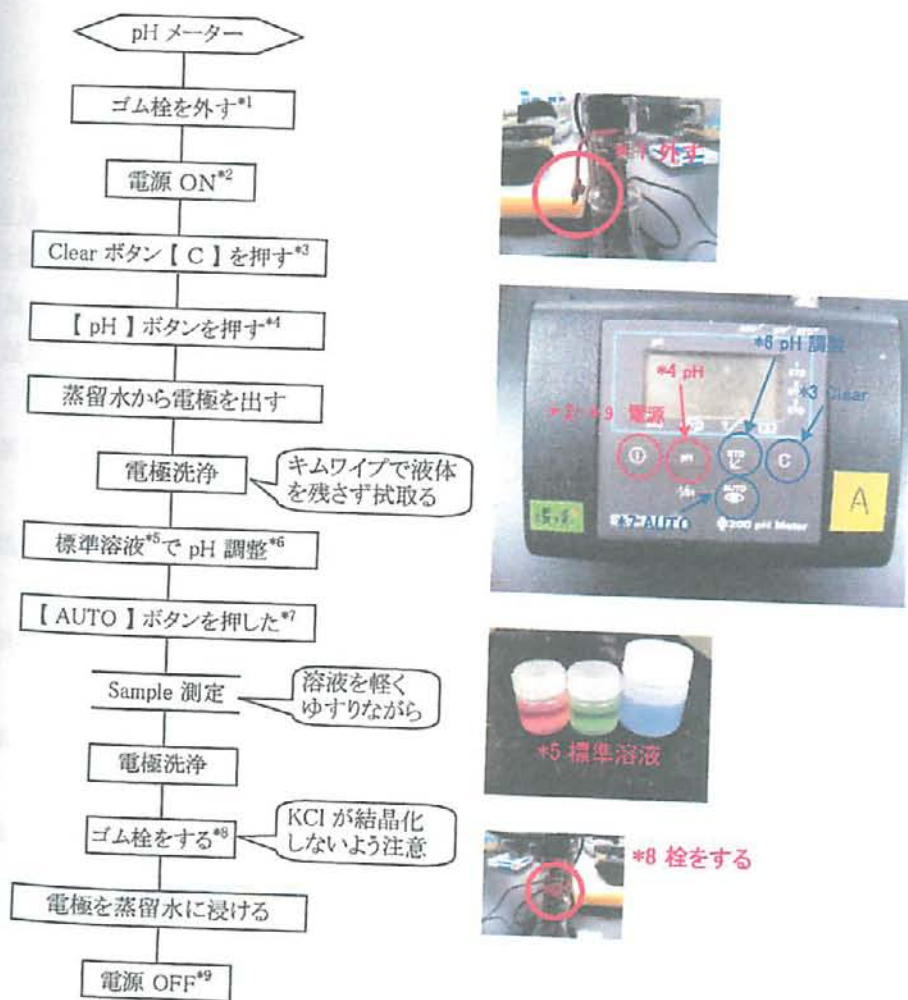 pH メーター
ゴム栓を外す*1
電源 ON*2
Clear ボタン【 C 】を押す*3
【 pH 】ボタンを押す*4
蒸留水から電極を出す
電極洗浄
キムワイプで液体
を残さず拭取る
標準溶液*5で pH 調整*6
【 AUTO 】ボタンを押した*7
Sample 測定
溶液を軽く
ゆすりながら
電極洗浄
ゴム栓をする*8
KCl が結晶化
しないよう注意
電極を蒸留水に浸ける
電源 OFF*9
*1 外す
*6 pH 調整
*4 pH
*3 Clear
*9 電源
pH
STD
C
AUTO
A
*7 AUTO
200 pH Meter
*5 標準溶液
*8 栓をする